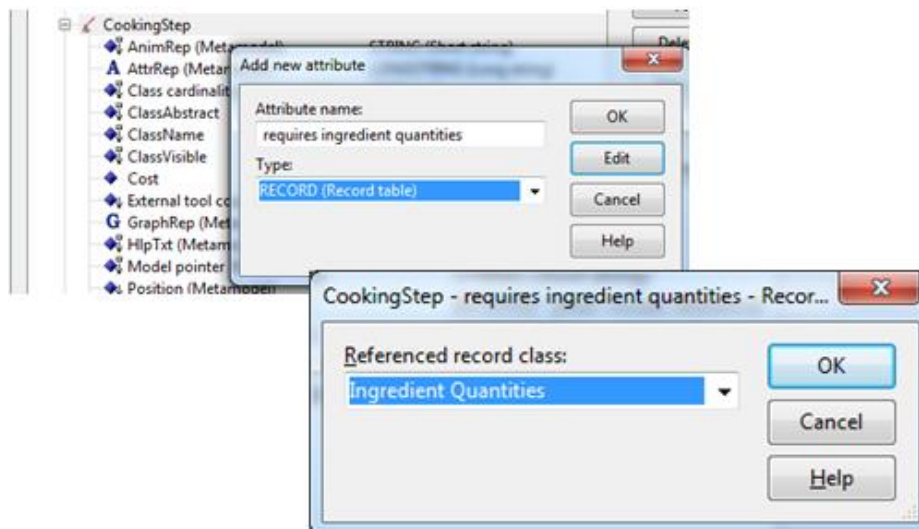 CookingStep
AnimRep (Metamodel)
AttrRep (Metar
Class cardinalit
ClassAbstract
ClassName
ClassVisible
Cost
External tool co
GraphRep (Met
HlpTxt (Metam
Model pointer
Position (Metamodel)
STRING (Short string)
Dele
Add new attribute
Attribute name:
requires ingredient quantities
Type:
RECORD (Record table)
OK
Edit
Cancel
Help
CookingStep - requires ingredient quantities - Recor...
Referenced record class:
Ingredient Quantities
OK
Cancel
Help